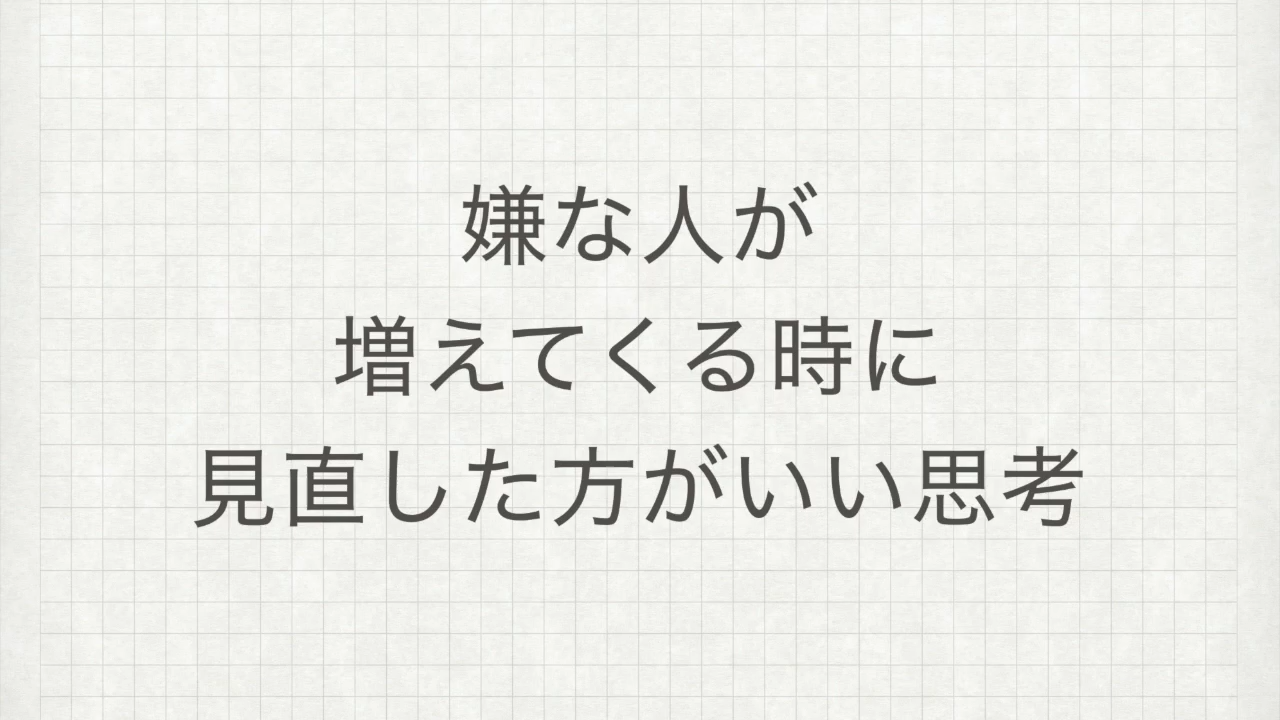 嫌な人が
増えてくる時に
見直した方がいい思考